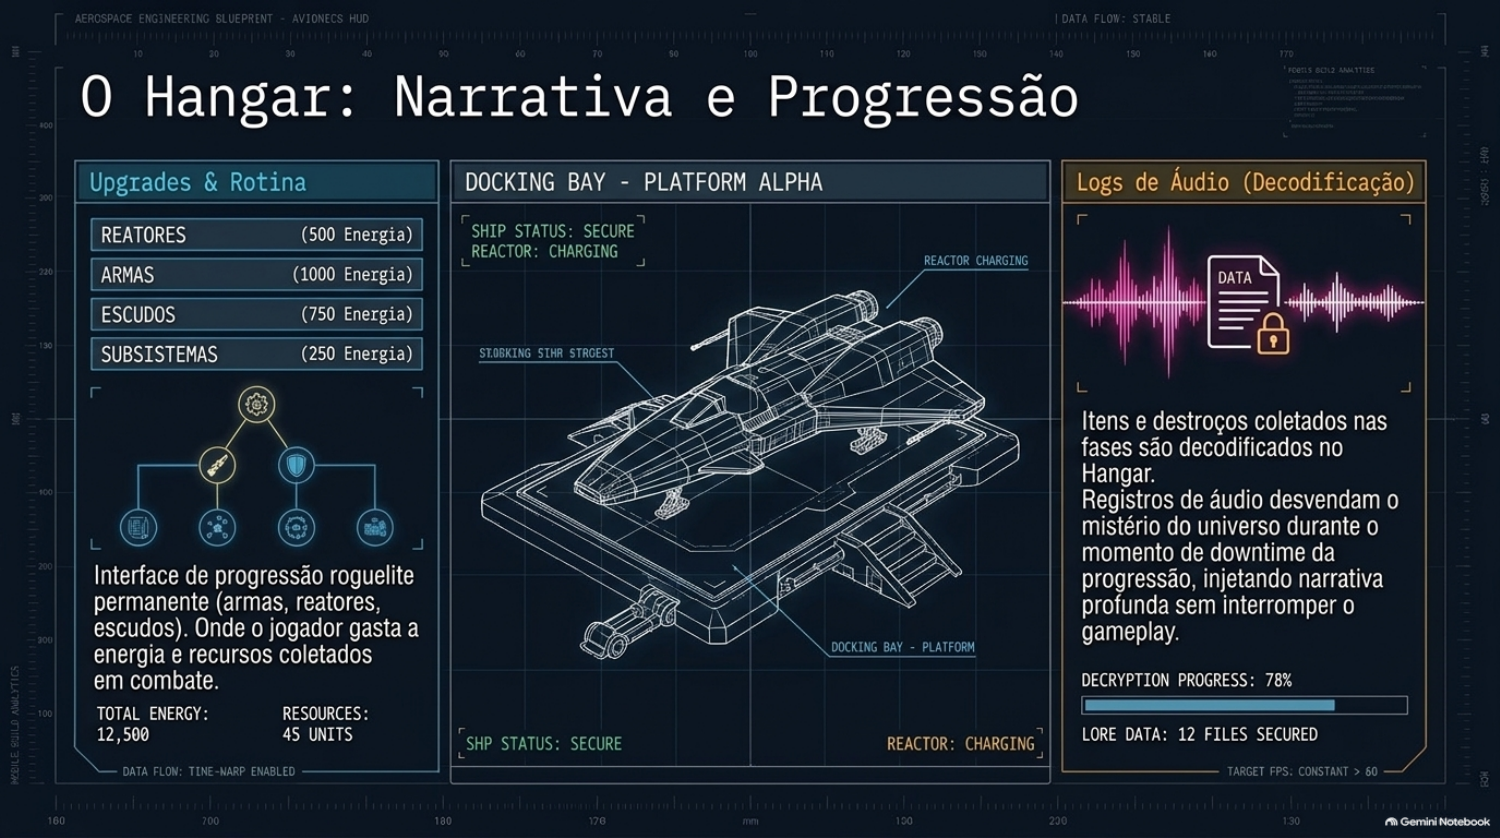 AEROSPACE ENGINEERING BLUEPRINT - AVIONECS HUD
DATA FLOW: STABLE
O Hangar: Narrativa e Progressão
Upgrades & Rotina
REATORES (500 Energia)
ARMAS (1000 Energia)
ESCUDOS (750 Energia)
SUBSISTEMAS (250 Energia)
Interface de progressão roguelite
permanente (armas, reatores,
escudos). Onde o jogador gasta a
energia e recursos coletados
em combate.
TOTAL ENERGY:
12,500
RESOURCES:
45 UNITS
DATA FLOW: TIME-WARP ENABLED
DOCKING BAY - PLATFORM ALPHA
SHIP STATUS: SECURE
REACTOR: CHARGING
REACTOR CHARGING
DOCKING BAY - PLATFORM
SHP STATUS: SECURE
REACTOR: CHARGING
Logs de Áudio (Decodificação)
DATA
Itens e destroços coletados nas
fases são decodificados no
Hangar.
Registros de áudio desvendam o
mistério do universo durante o
momento de downtime da
progressão, injetando narrativa
profunda sem interromper o
gameplay.
DECRYPTION PROGRESS: 78%
LORE DATA: 12 FILES SECURED
TARGET FPS: CONSTANT > 60
Gemini Notebook